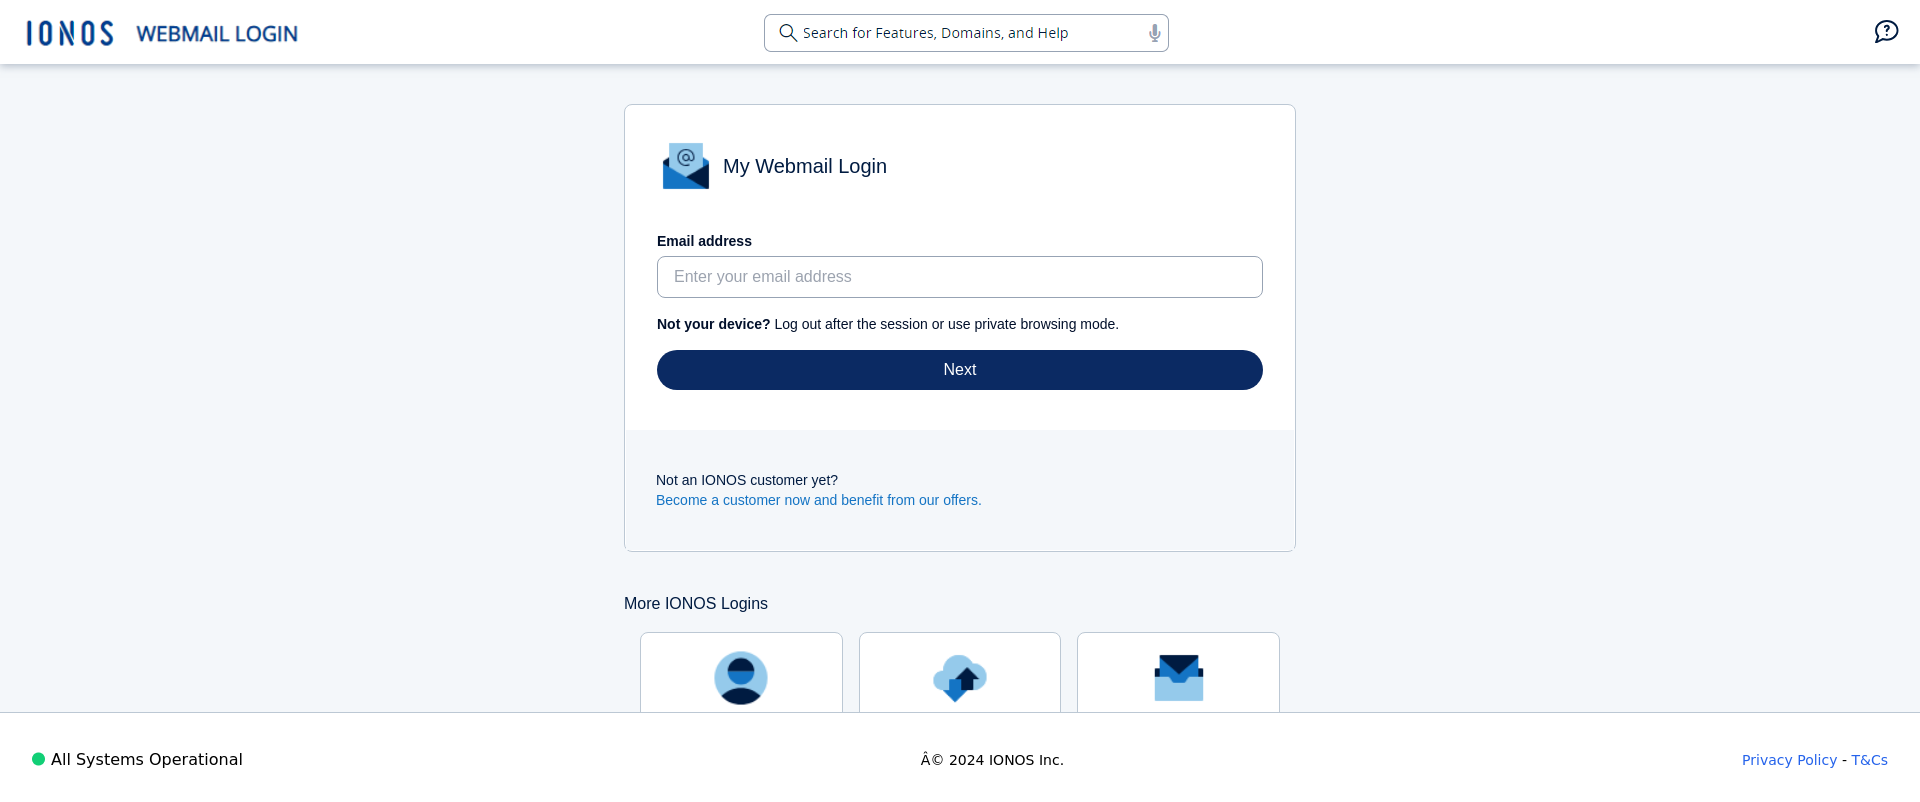 IONOS WEBMAIL LOGIN
Search for Features, Domains, and Help
?
@
My Webmail Login
Email address
Enter your email address
Not your device? Log out after the session or use private browsing mode.
Next
Not an IONOS customer yet?
Become a customer now and benefit from our offers.
More IONOS Logins
All Systems Operational
Â© 2024 IONOS Inc.
Privacy Policy - T&Cs